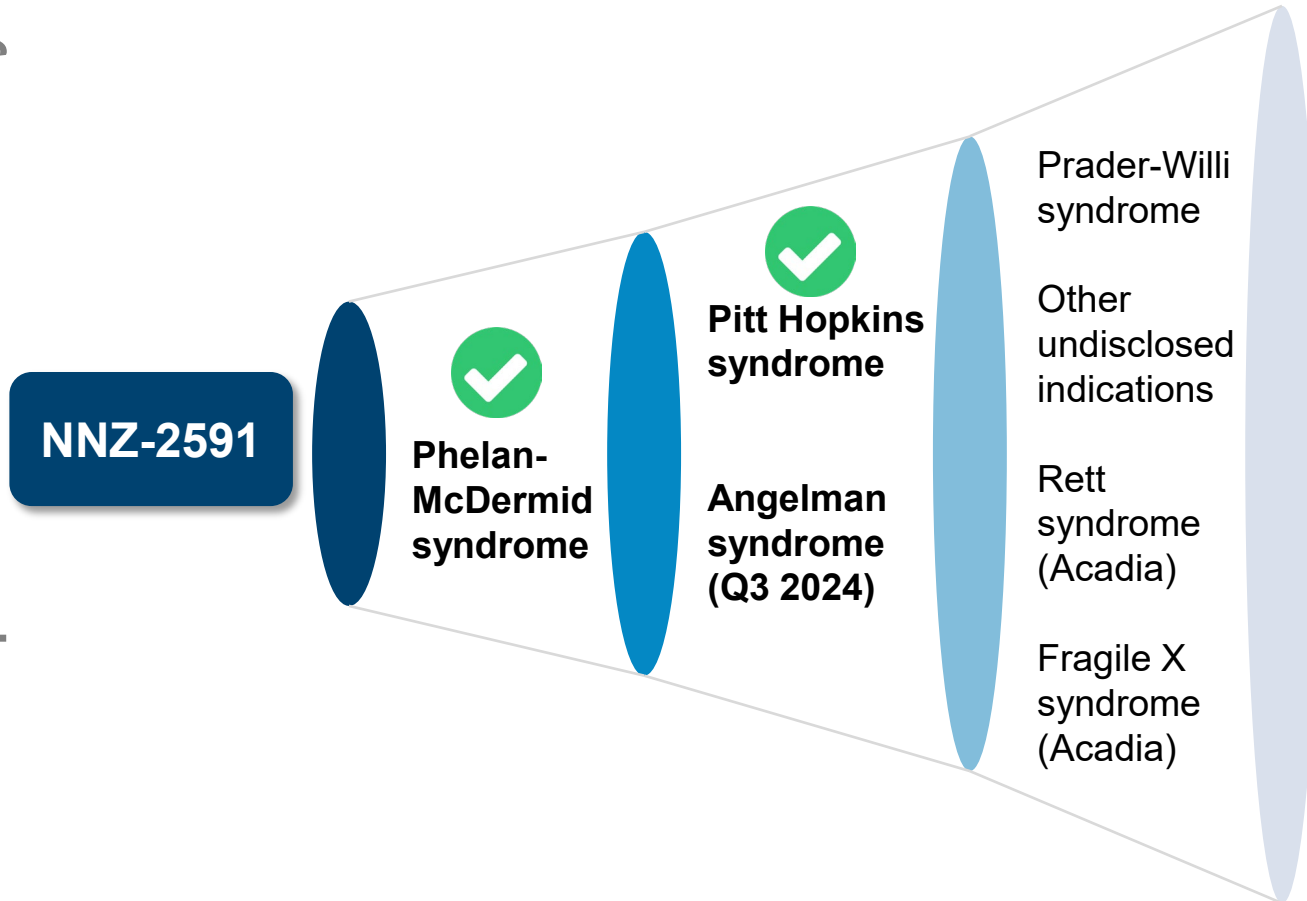 NNZ-2591
Phelan-
McDermid
syndrome
Pitt Hopkins
syndrome
Angelman
syndrome
(Q3 2024)
Prader-Willi
syndrome
Other
undisclosed
indications
Rett
syndrome
(Acadia)
Fragile X
syndrome
(Acadia)